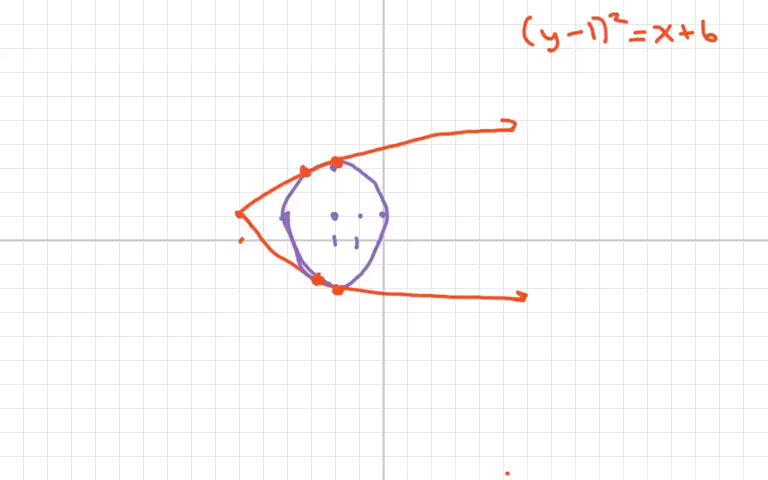 (y-1)² = x+6